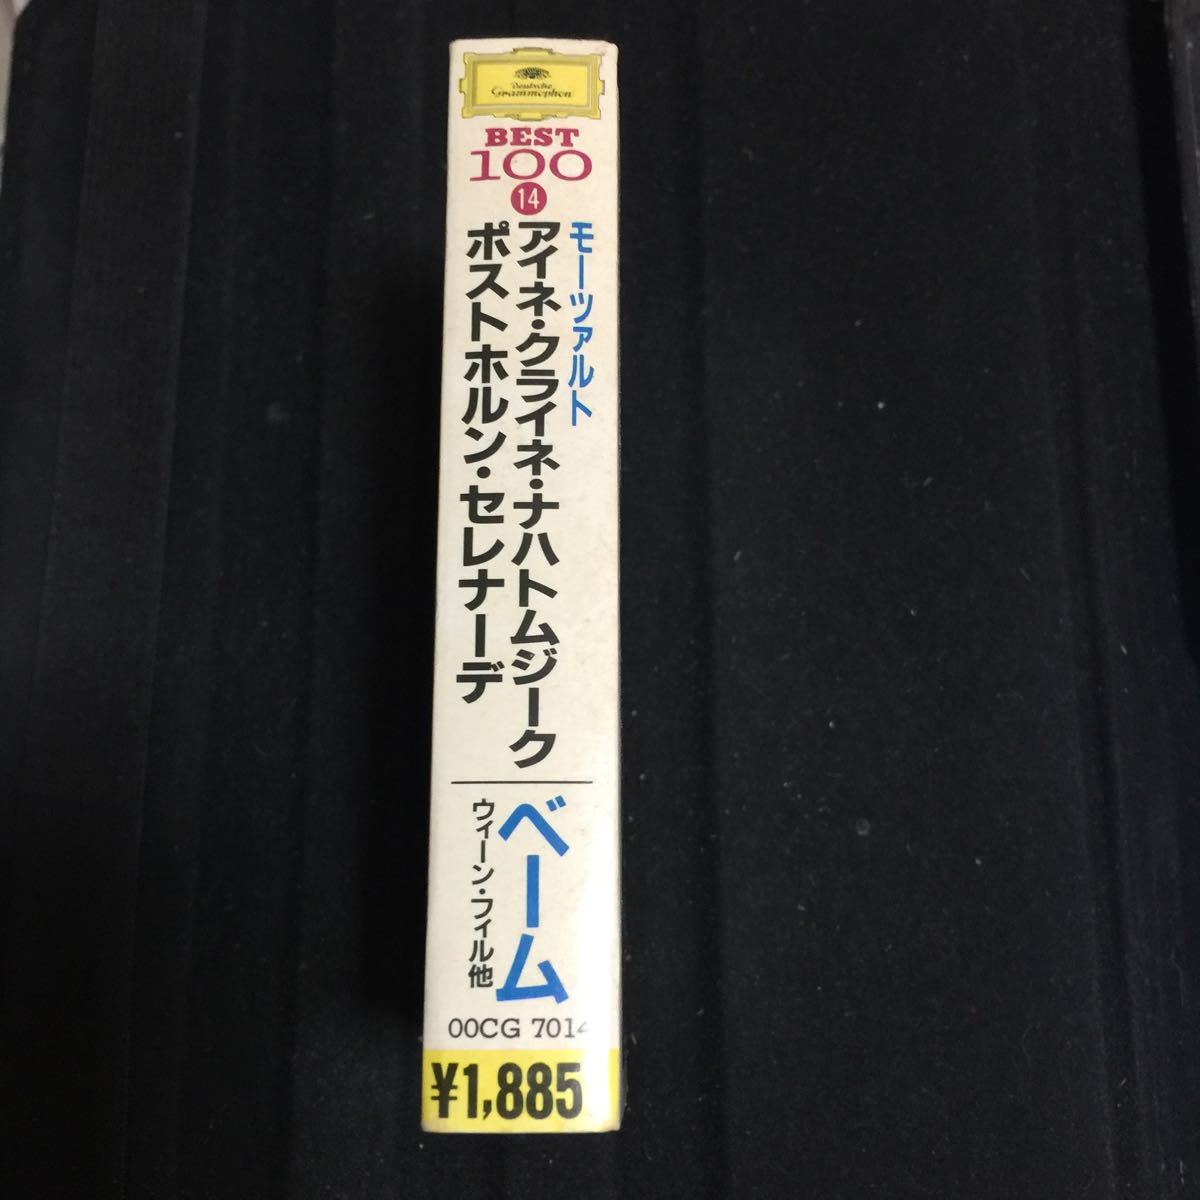 Deutsche
Grammophon
BEST
100
14
モーツァルト
アイネ・クライネ・ナハトムジーク
ポストホルン・セレナーデ
ベーム
ウィーン・フィル他
00CG 7014
¥1,885